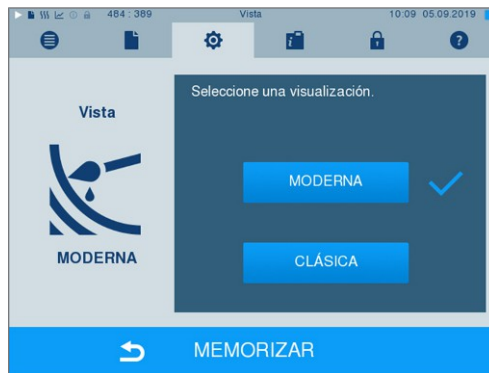 484 : 389 Vista 10:09 05.09.2019
Vista
Seleccione una visualización.
MODERNA
MODERNA
CLÁSICA
MEMORIZAR